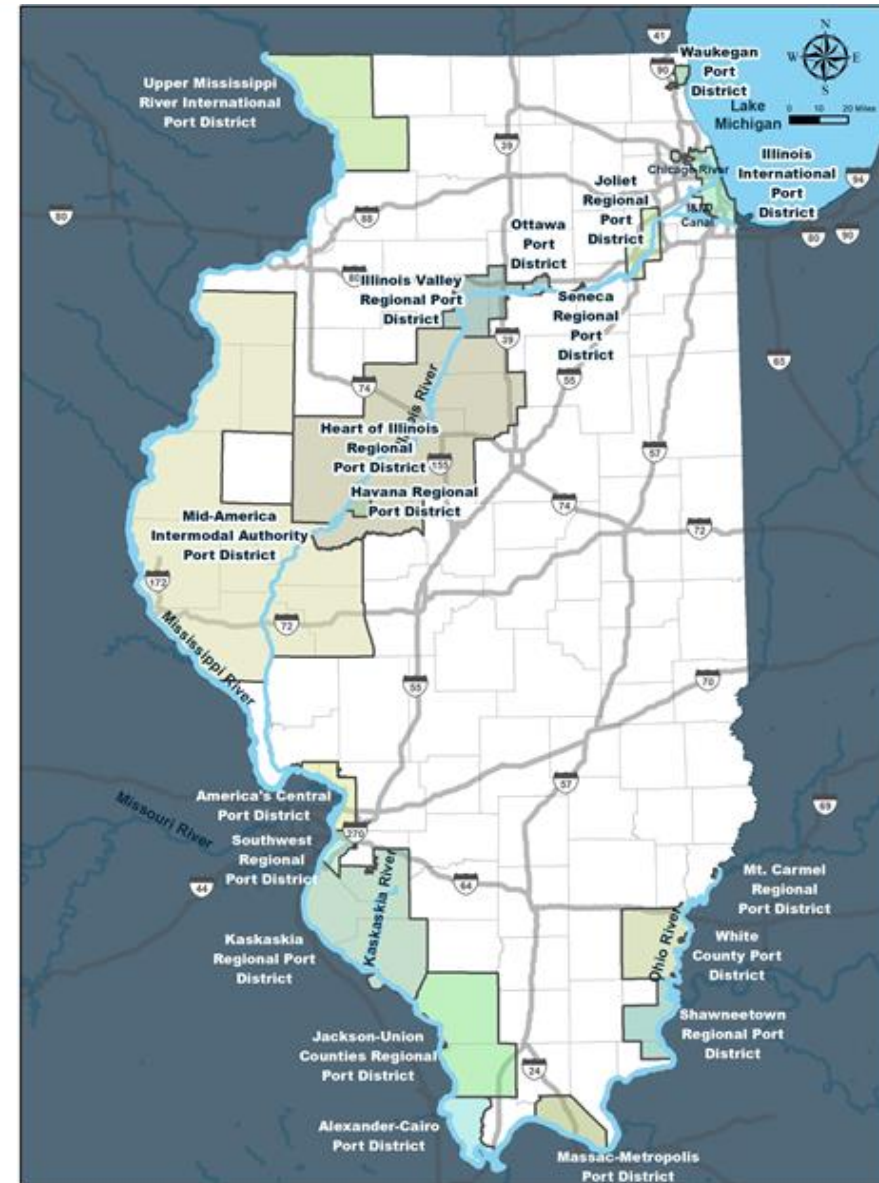 41
N
W E
S
0 10 20 Miles
Waukegan
Port
District
90
Lake
Michigan
Upper Mississippi
River International
Port District
39
Chicago River
Illinois
International
Port
District
94
Joliet
Regional
Port
District
Canal
80
88
Ottawa
Port
District
80
90
80
Illinois Valley
Regional Port
District
Seneca
Regional
Port
District
39
65
74
55
Illinois River
Heart of Illinois
Regional
Port District
155
57
Havana Regional
Port District
74
Mid-America
Intermodal Authority
Port District
72
172
72
Mississippi River
55
70
57
America's Central
Port District
Missouri River
69
270
Southwest
Regional
Port District
44
64
Kaskaskia River
Mt. Carmel
Regional
Port District
Ohio River
White
County Port
District
Kaskaskia
Regional Port
District
Shawneetown
Regional Port
District
Jackson-Union
Counties Regional
Port District
24
Alexander-Cairo
Port District
Massac-Metropolis
Port District